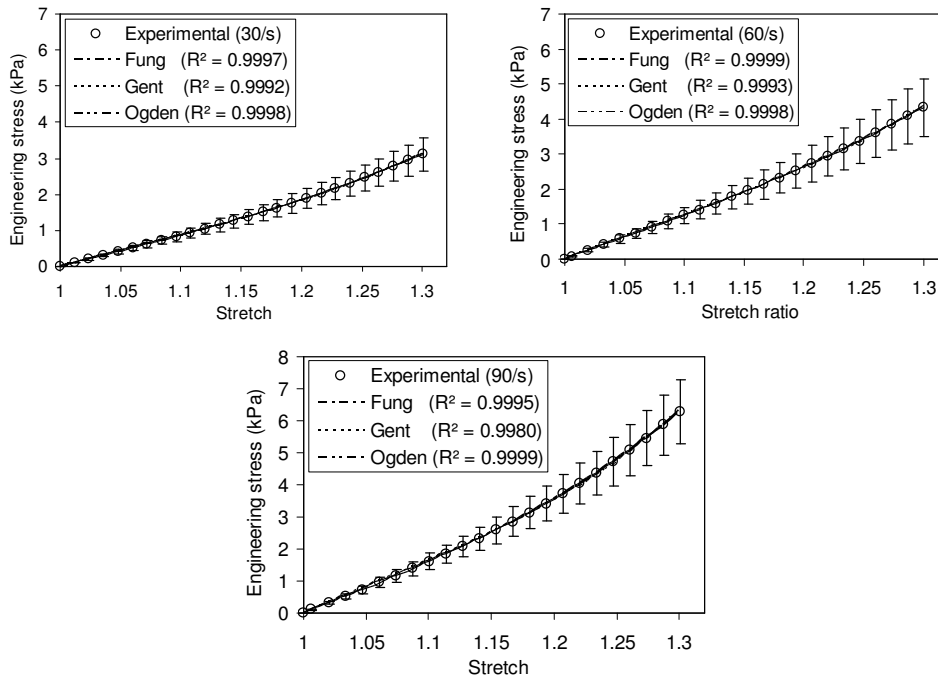 Engineering stress (kPa)
7
6
5
4
3
2
1
0
Experimental (30/s)
Fung (R² = 0.9997)
Gent (R² = 0.9992)
Ogden (R² = 0.9998)
1 1.05 1.1 1.15 1.2 1.25 1.3
Stretch
Engineering stress (kPa)
7
6
5
4
3
2
1
0
Experimental (60/s)
Fung (R² = 0.9999)
Gent (R² = 0.9993)
Ogden (R² = 0.9998)
1 1.05 1.1 1.15 1.2 1.25 1.3
Stretch ratio
Engineering stress (kPa)
8
7
6
5
4
3
2
1
0
Experimental (90/s)
Fung (R² = 0.9995)
Gent (R² = 0.9980)
Ogden (R² = 0.9999)
1 1.05 1.1 1.15 1.2 1.25 1.3
Stretch